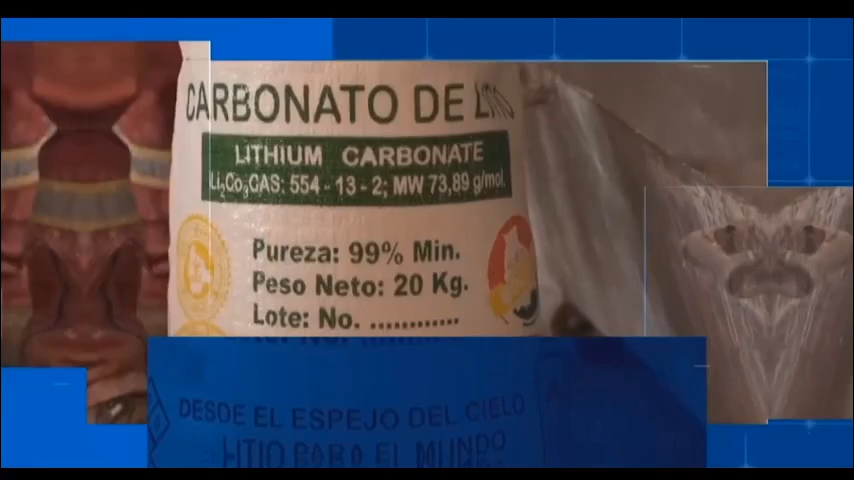 CARBONATO DE LITIO
LITHIUM CARBONATE
Li₂Co₃CAS: 554 - 13 - 2; MW 73,89 g/mol.
Pureza: 99% Min.
Peso Neto: 20 Kg.
Lote: No. ............
DESDE EL ESPEJO DEL CIELO
LITIO PARA EL MUNDO